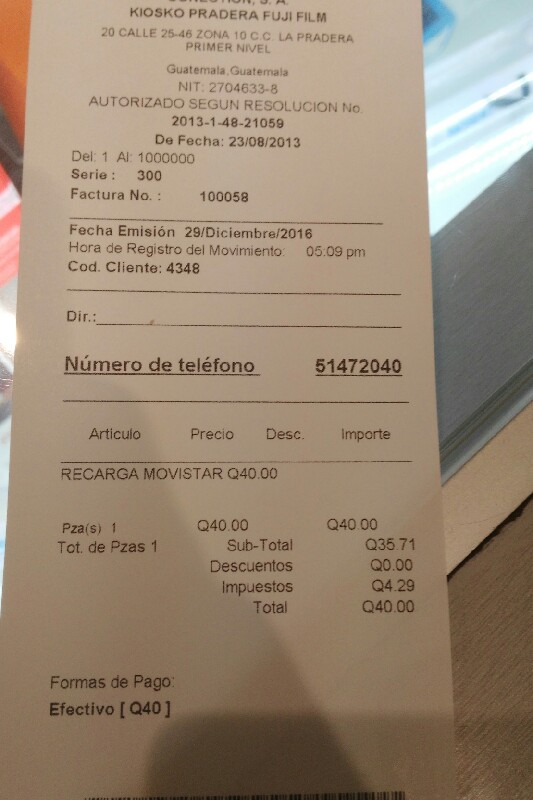 S. A.
KIOSKO PRADERA FUJI FILM
20 CALLE 25-46 ZONA 10 C.C. LA PRADERA
PRIMER NIVEL
Guatemala,Guatemala
NIT: 2704633-8
AUTORIZADO SEGUN RESOLUCION No.
2013-1-48-21059
De Fecha: 23/08/2013
Del: 1 Al: 1000000
Serie : 300
Factura No. : 100058
Fecha Emisión 29/Diciembre/2016
Hora de Registro del Movimiento: 05:09 pm
Cod. Cliente: 4348
Dir.:
Número de teléfono 51472040
Artículo Precio Desc. Importe
RECARGA MOVISTAR Q40.00
Pza(s) 1 Q40.00 Q40.00
Tot. de Pzas 1 Sub-Total Q35.71
Descuentos Q0.00
Impuestos Q4.29
Total Q40.00
Formas de Pago:
Efectivo [ Q40 ]